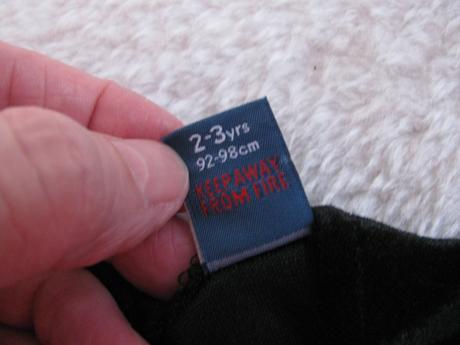 2-3yrs
92-98cm
KEEP AWAY
FROM FIRE